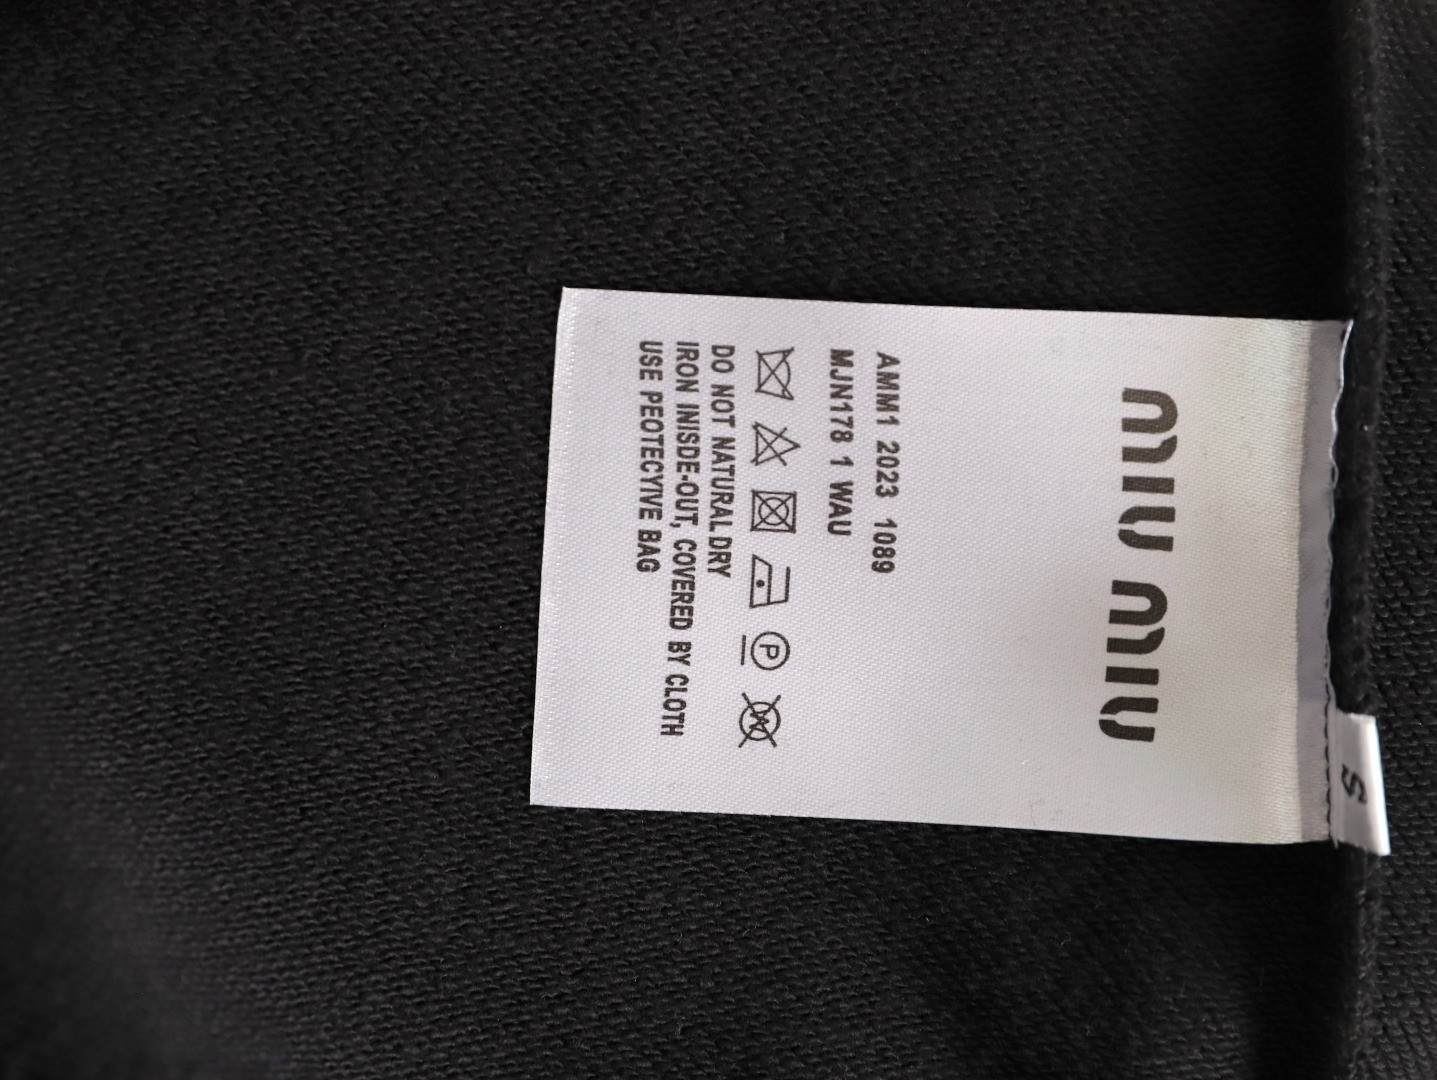 miu miu
AMM1 2023 1089
MJN178 1 WAU
P
DO NOT NATURAL DRY
IRON INISDE-OUT, COVERED BY CLOTH
USE PEOTECYIVE BAG
S